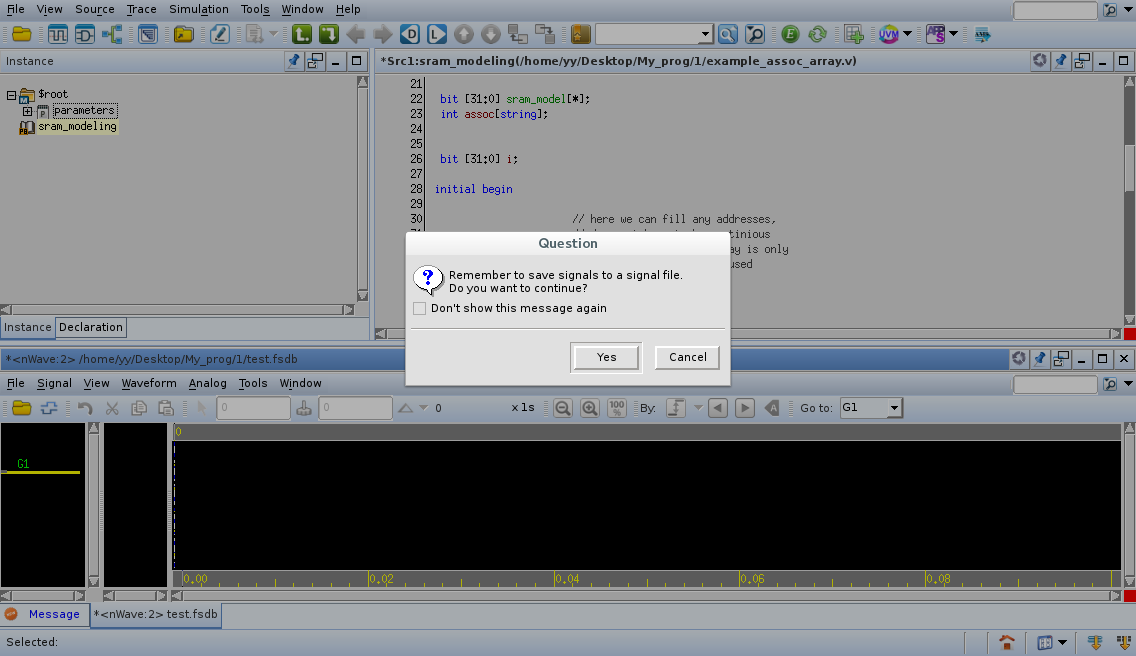 File View Source Trace Simulation Tools Window Help
Instance
*Src1:sram_modeling(/home/yy/Desktop/My_prog/1/example_assoc_array.v)
$root
parameters
sram_modeling
21
22 bit [31:0] sram_model[*];
23 int assoc[string];
24
25
26 bit [31:0] i;
27
28 initial begin
29
30 // here we can fill any addresses,
tinious
ay is only
used
Question
Remember to save signals to a signal file.
Do you want to continue?
Don't show this message again
Yes Cancel
Instance Declaration
*<nWave:2> /home/yy/Desktop/My_prog/1/test.fsdb
File Signal View Waveform Analog Tools Window
0 0 0 x 1s 100 % By: Go to: G1
0
G1
0.00 0.02 0.04 0.06 0.08
Message *<nWave:2> test.fsdb
Selected: